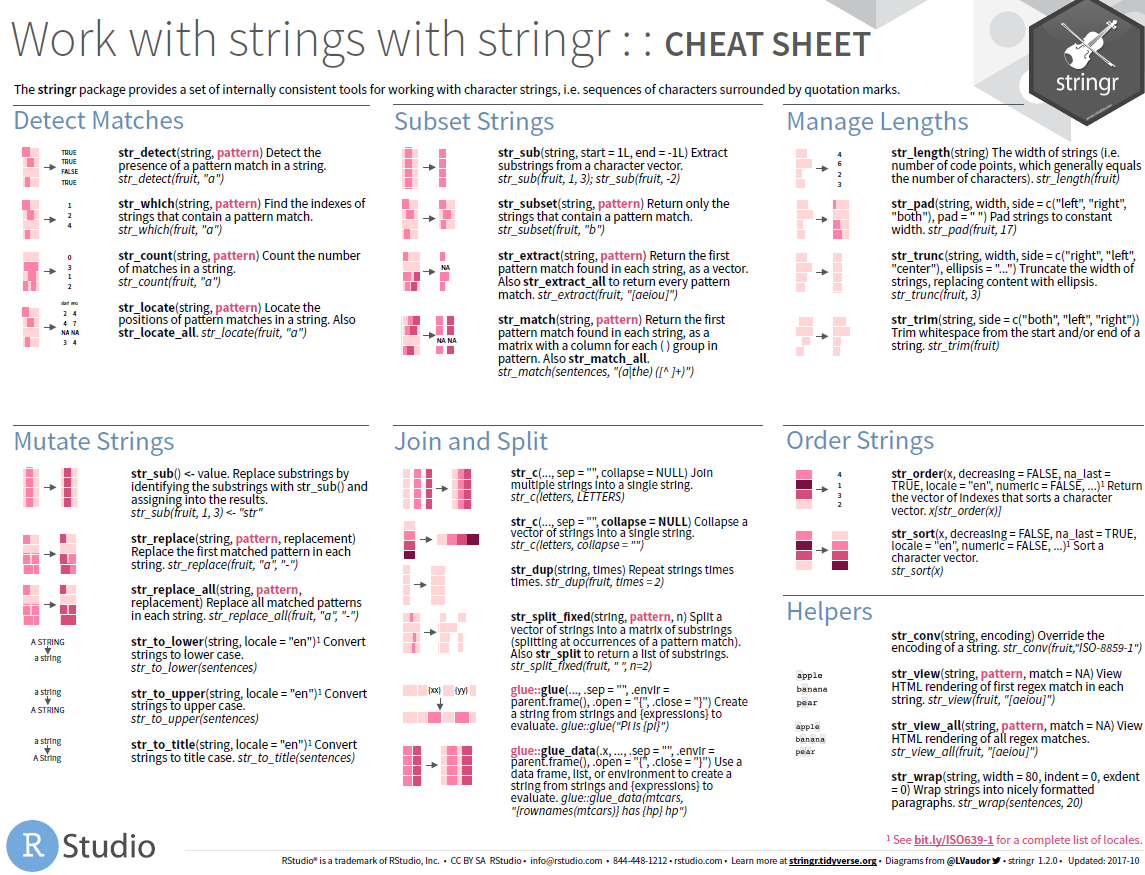 Work with strings with stringr : : CHEAT SHEET
stringr
The stringr package provides a set of internally consistent tools for working with character strings, i.e. sequences of characters surrounded by quotation marks.
Detect Matches
TRUE
TRUE
FALSE
TRUE
str_detect(string, pattern) Detect the
presence of a pattern match in a string.
str_detect(fruit, "a")
1
2
4
str_which(string, pattern) Find the indexes of
strings that contain a pattern match.
str_which(fruit, "a")
0
3
1
2
str_count(string, pattern) Count the number
of matches in a string.
str_count(fruit, "a")
start end
2 4
4 7
NA NA
3 4
str_locate(string, pattern) Locate the
positions of pattern matches in a string. Also
str_locate_all. str_locate(fruit, "a")
Subset Strings
str_sub(string, start = 1L, end = -1L) Extract
substrings from a character vector.
str_sub(fruit, 1, 3); str_sub(fruit, -2)
str_subset(string, pattern) Return only the
strings that contain a pattern match.
str_subset(fruit, "b")
NA
str_extract(string, pattern) Return the first
pattern match found in each string, as a vector.
Also str_extract_all to return every pattern
match. str_extract(fruit, "[aeiou]")
NA NA
str_match(string, pattern) Return the first
pattern match found in each string, as a
matrix with a column for each ( ) group in
pattern. Also str_match_all.
str_match(sentences, "(a|the) ([^ ]+)")
Manage Lengths
4
6
2
3
str_length(string) The width of strings (i.e.
number of code points, which generally equals
the number of characters). str_length(fruit)
str_pad(string, width, side = c("left", "right",
"both"), pad = " ") Pad strings to constant
width. str_pad(fruit, 17)
str_trunc(string, width, side = c("right", "left",
"center"), ellipsis = "...") Truncate the width of
strings, replacing content with ellipsis.
str_trunc(fruit, 3)
str_trim(string, side = c("both", "left", "right"))
Trim whitespace from the start and/or end of a
string. str_trim(fruit)
Mutate Strings
str_sub() <- value. Replace substrings by
identifying the substrings with str_sub() and
assigning into the results.
str_sub(fruit, 1, 3) <- "str"
str_replace(string, pattern, replacement)
Replace the first matched pattern in each
string. str_replace(fruit, "a", "-")
str_replace_all(string, pattern,
replacement) Replace all matched patterns
in each string. str_replace_all(fruit, "a", "-")
A STRING
a string
str_to_lower(string, locale = "en")1 Convert
strings to lower case.
str_to_lower(sentences)
a string
A STRING
str_to_upper(string, locale = "en")1 Convert
strings to upper case.
str_to_upper(sentences)
a string
A String
str_to_title(string, locale = "en")1 Convert
strings to title case. str_to_title(sentences)
Join and Split
str_c(..., sep = "", collapse = NULL) Join
multiple strings into a single string.
str_c(letters, LETTERS)
str_c(..., sep = "", collapse = NULL) Collapse a
vector of strings into a single string.
str_c(letters, collapse = "")
str_dup(string, times) Repeat strings times
times. str_dup(fruit, times = 2)
str_split_fixed(string, pattern, n) Split a
vector of strings into a matrix of substrings
(splitting at occurrences of a pattern match).
Also str_split to return a list of substrings.
str_split_fixed(fruit, " ", n=2)
{xx} {yy}
glue::glue(..., .sep = "", .envir =
parent.frame(), .open = "{", .close = "}") Create
a string from strings and {expressions} to
evaluate. glue::glue("Pi is {pi}")
glue::glue_data(.x, ..., .sep = "", .envir =
parent.frame(), .open = "{", .close = "}") Use a
data frame, list, or environment to create a
string from strings and {expressions} to
evaluate. glue::glue_data(mtcars,
"{rownames(mtcars)} has {hp} hp")
Order Strings
4
1
3
2
str_order(x, decreasing = FALSE, na_last =
TRUE, locale = "en", numeric = FALSE, ...)1 Return
the vector of indexes that sorts a character
vector. x[str_order(x)]
str_sort(x, decreasing = FALSE, na_last = TRUE,
locale = "en", numeric = FALSE, ...)1 Sort a
character vector.
str_sort(x)
Helpers
str_conv(string, encoding) Override the
encoding of a string. str_conv(fruit,"ISO-8859-1")
apple
banana
pear
str_view(string, pattern, match = NA) View
HTML rendering of first regex match in each
string. str_view(fruit, "[aeiou]")
apple
banana
pear
str_view_all(string, pattern, match = NA) View
HTML rendering of all regex matches.
str_view_all(fruit, "[aeiou]")
str_wrap(string, width = 80, indent = 0, exdent
= 0) Wrap strings into nicely formatted
paragraphs. str_wrap(sentences, 20)
1 See bit.ly/ISO639-1 for a complete list of locales.
R Studio
RStudio® is a trademark of RStudio, Inc. • CC BY SA RStudio • info@rstudio.com • 844-448-1212 • rstudio.com • Learn more at stringr.tidyverse.org • Diagrams from @LVaudor • stringr 1.2.0 • Updated: 2017-10